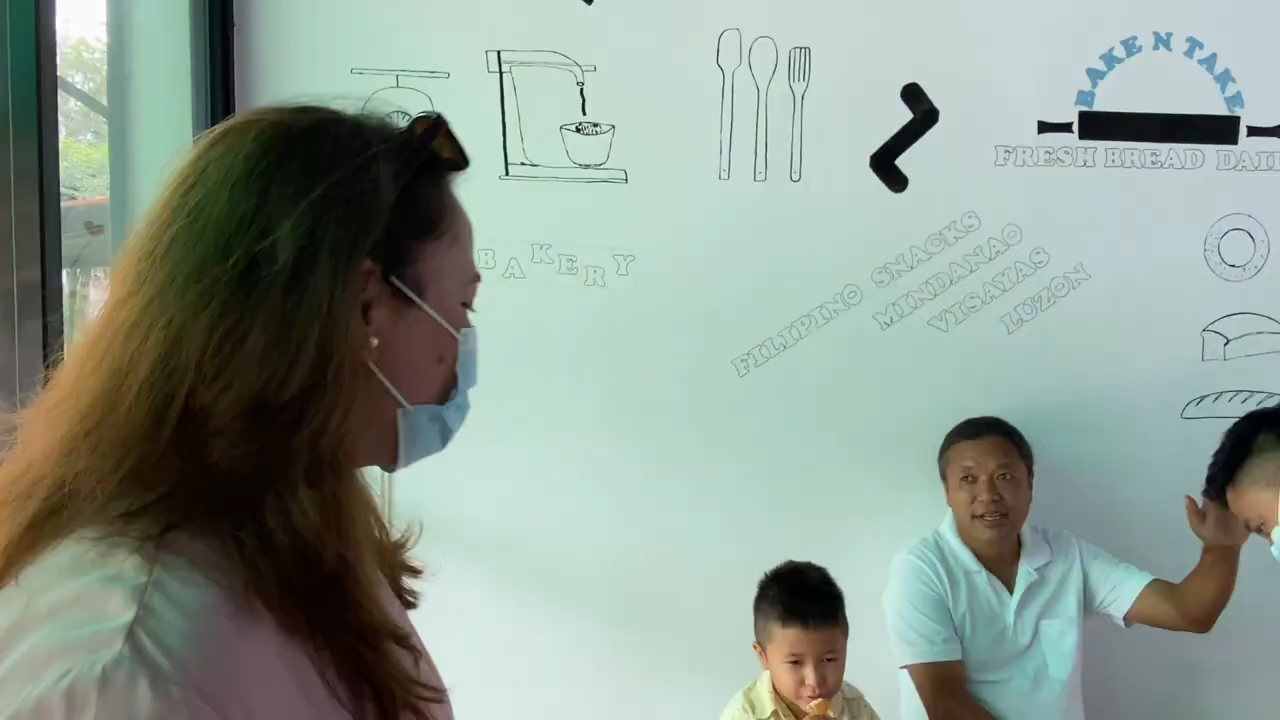 BAKE N TAKE
FRESH BREAD DAI
BAKERY
FILIPINO SNACKS
MINDANAO
VISAYAS
LUZON